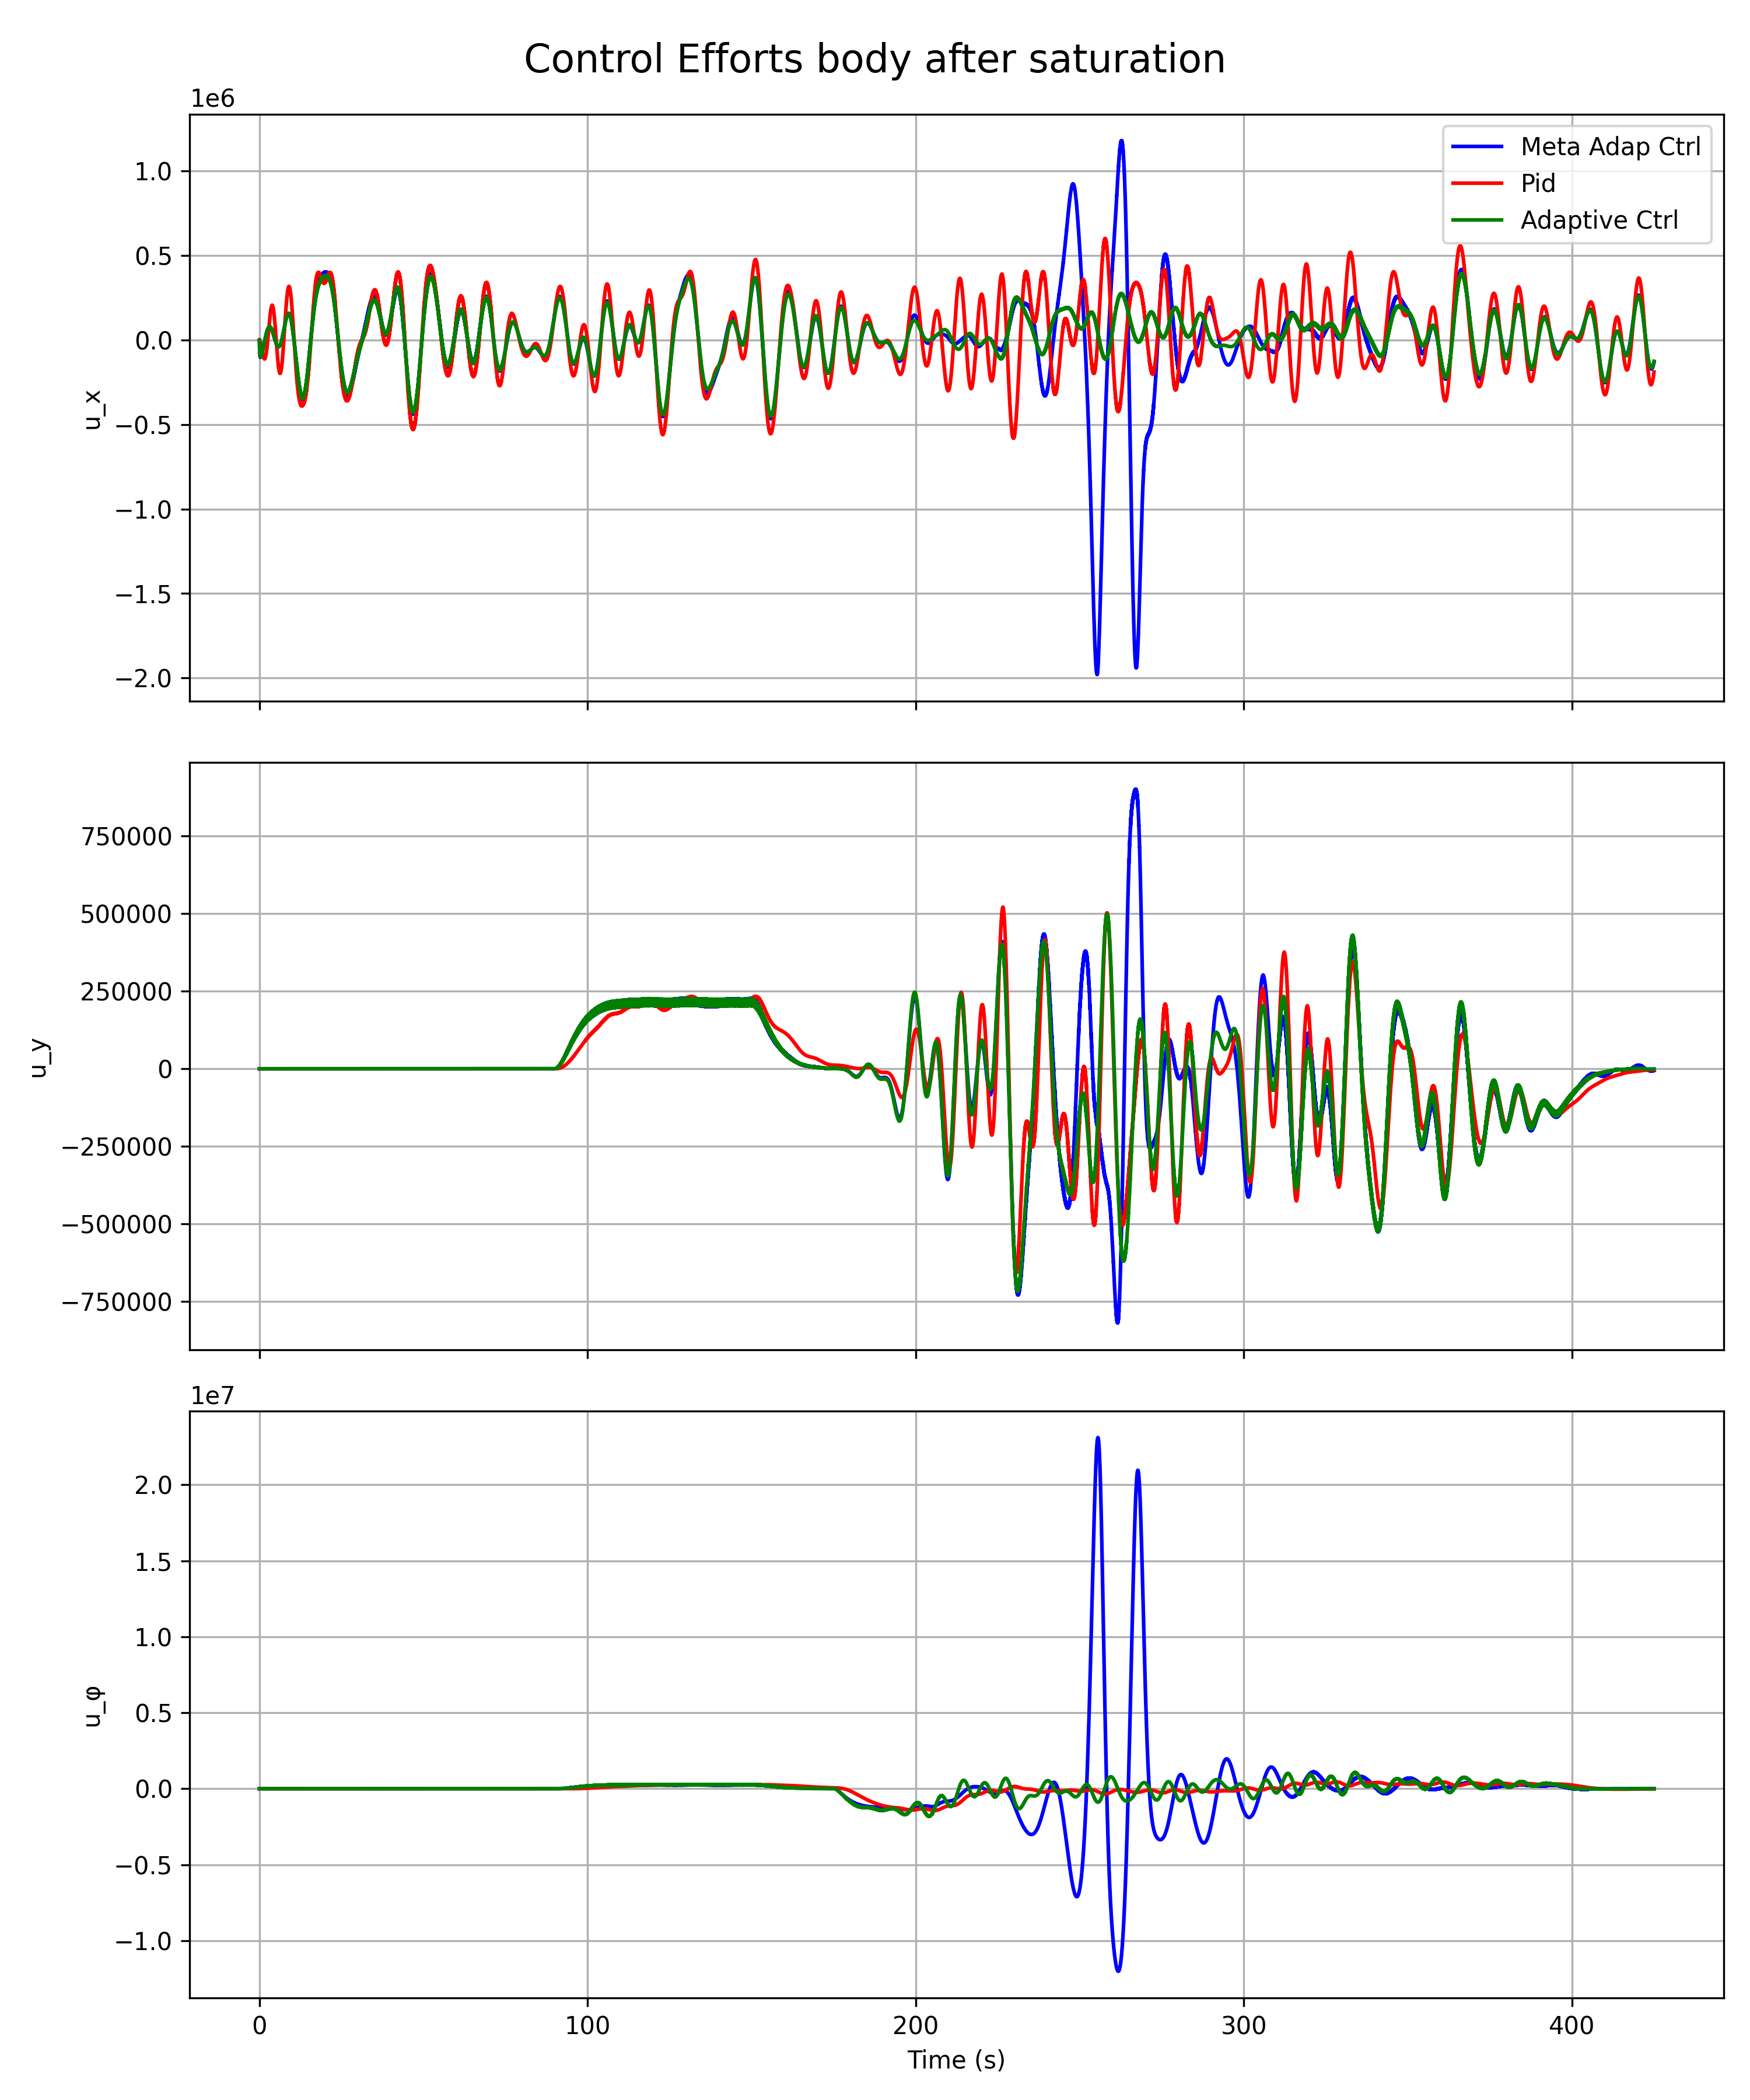 Control Efforts body after saturation
1e6
1.0
0.5
0.0
−0.5
−1.0
−1.5
−2.0
u_x
Meta Adap Ctrl
Pid
Adaptive Ctrl
750000
500000
250000
0
−250000
−500000
−750000
u_y
1e7
2.0
1.5
1.0
0.5
0.0
−0.5
−1.0
u_φ
0 100 200 300 400
Time (s)